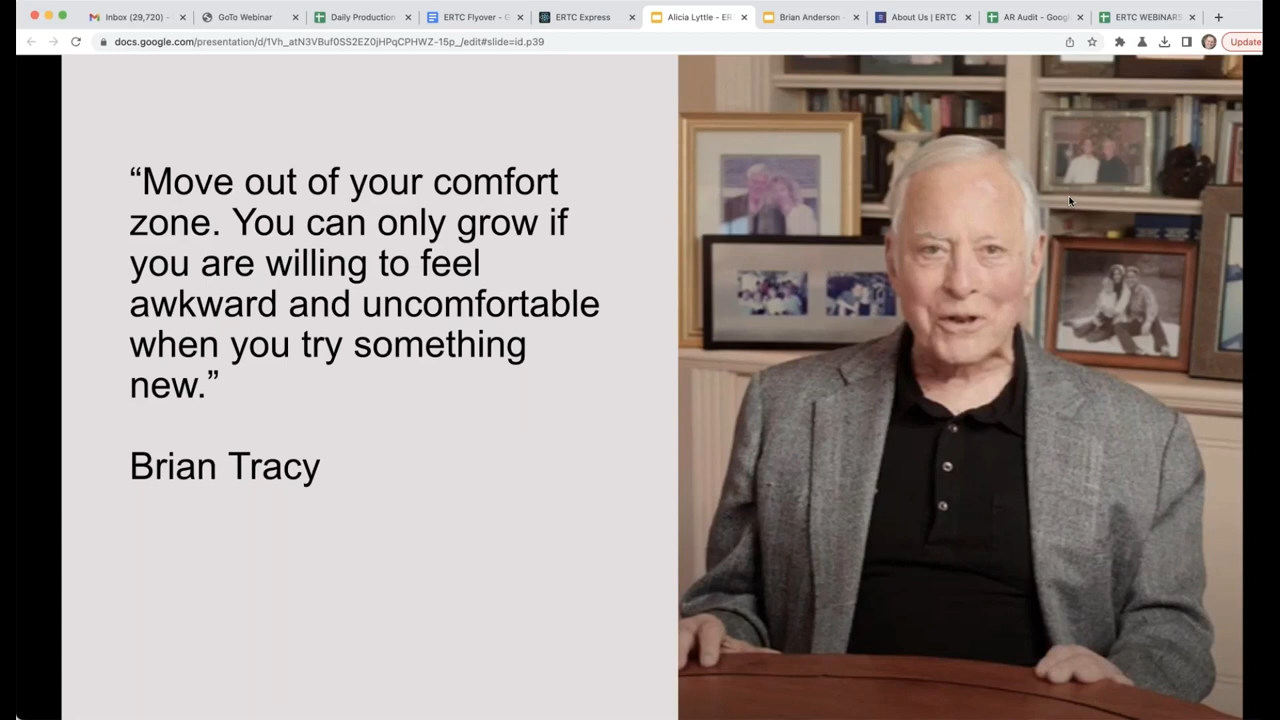 Inbox (29,720) -
GoTo Webinar
Daily Production
ERTC Flyover - G
ERTC Express
Alicia Lyttle - ER
Brian Anderson -
About Us | ERTC
AR Audit - Goog
ERTC WEBINAR
docs.google.com/presentation/d/1Vh_atN3VBuf0SS2EZ0jHPqCPHWZ-15p_/edit#slide=id.p39
Update
“Move out of your comfort
zone. You can only grow if
you are willing to feel
awkward and uncomfortable
when you try something
new.”
Brian Tracy